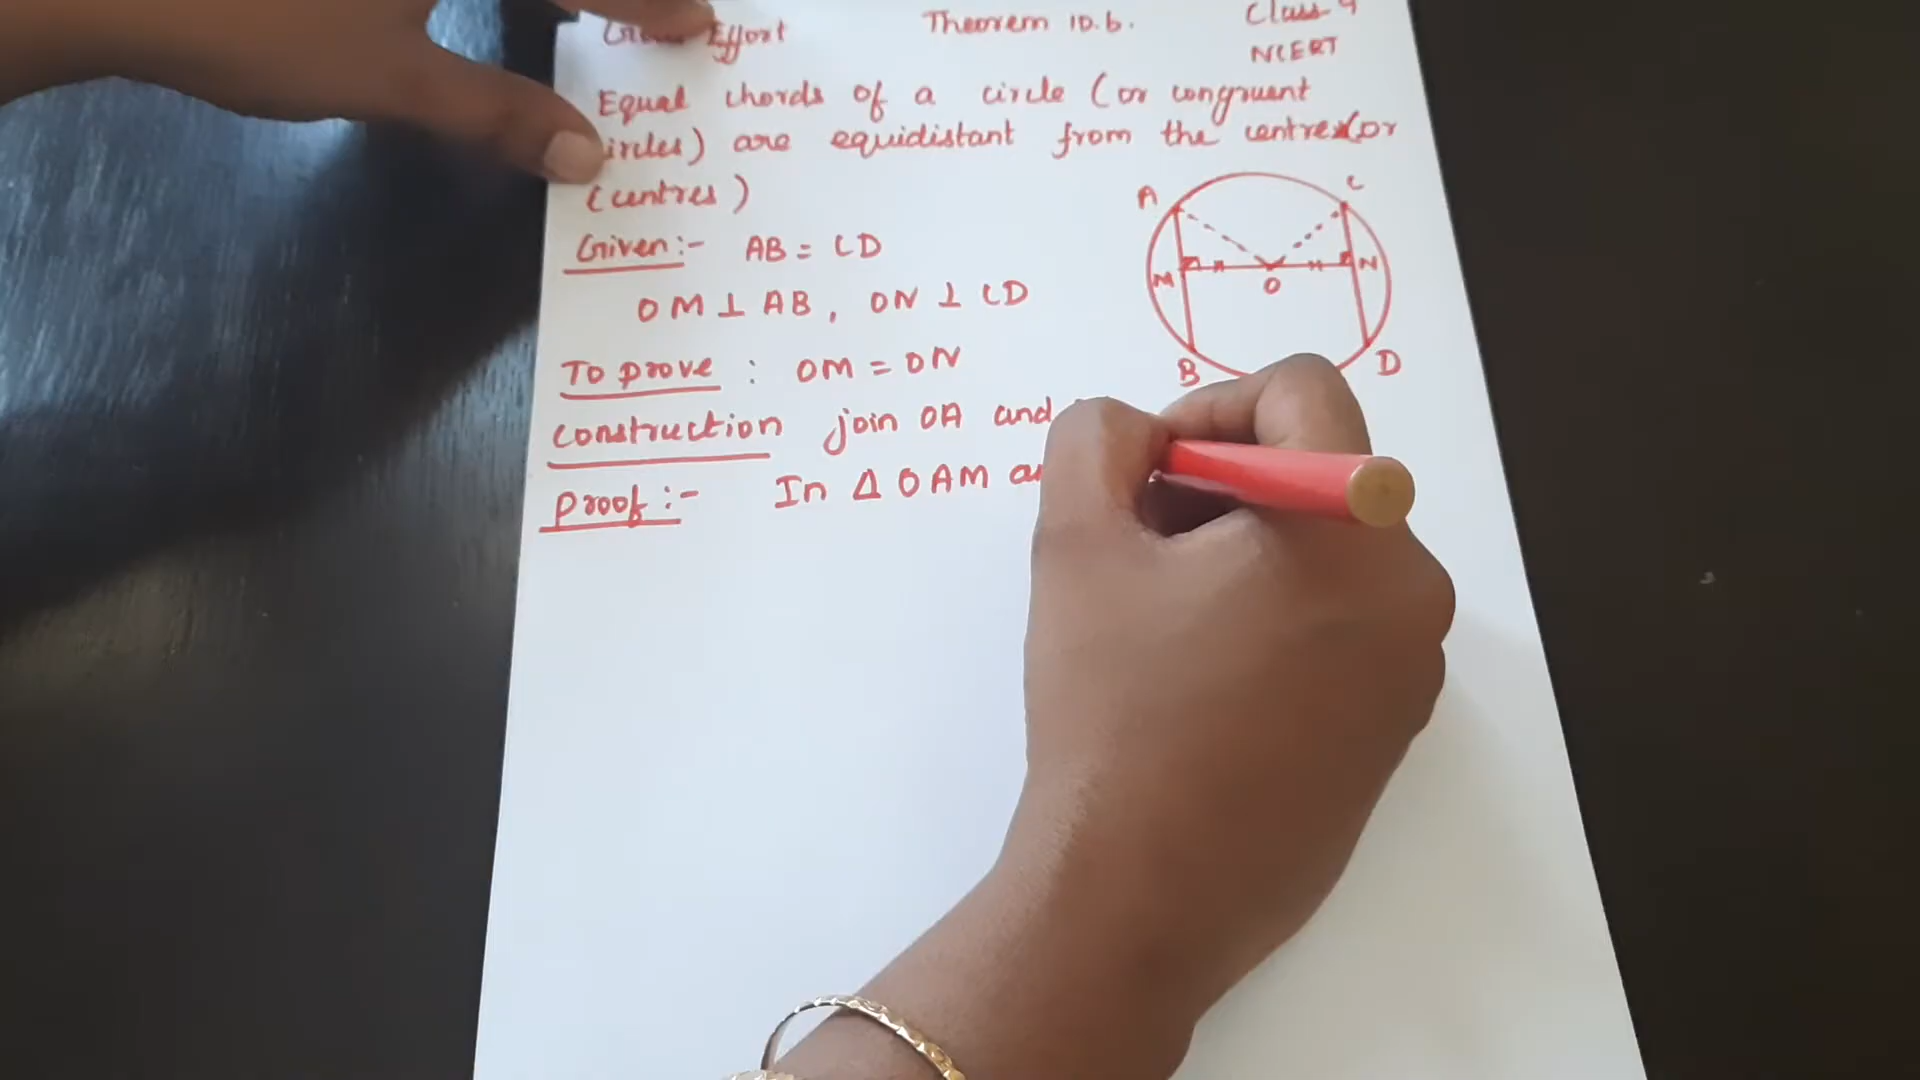 Effort Theorem 10.6. Class 9
NCERT
Equal chords of a circle (or congruent
ircles) are equidistant from the centre (or
(centres)
Given:- AB = CD
OM ⊥ AB, ON ⊥ CD
To prove : OM = ON
Construction join OA and
Proof:- In Δ OAM
A C
M N
O
B D